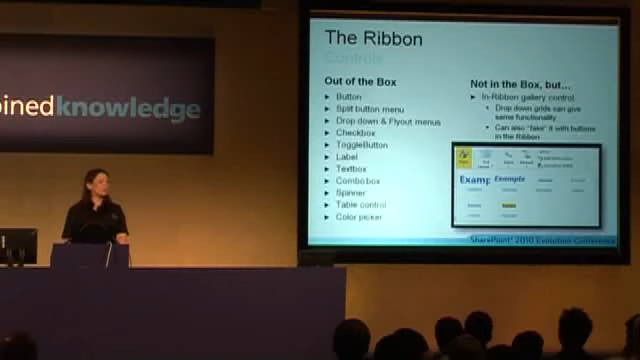 The Ribbon
Controls
Out of the Box
Button
Split button menu
Drop down & Flyout menus
Checkbox
ToggleButton
Label
Textbox
Combo box
Spinner
Table control
Color picker
Not in the Box, but…
In-Ribbon gallery control
Drop down grids can give
same functionality
Can also "fake" it with buttons
in the Ribbon
Examp
Example
SharePoint 2010 Evolution Conference
oinedknowledge